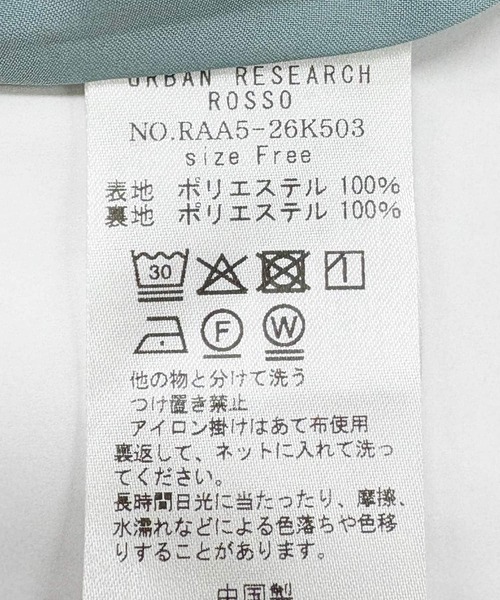 URBAN RESEARCH
ROSSO
NO.RAA5-26K503
size Free
表地 ポリエステル 100%
裏地 ポリエステル 100%
30
F W
他の物と分けて洗う
つけ置き禁止
アイロン掛けはあて布使用
裏返して、ネットに入れて洗っ
てください。
長時間日光に当たったり、摩擦、
水濡れなどによる色落ちや色移
りすることがあります。
中国製